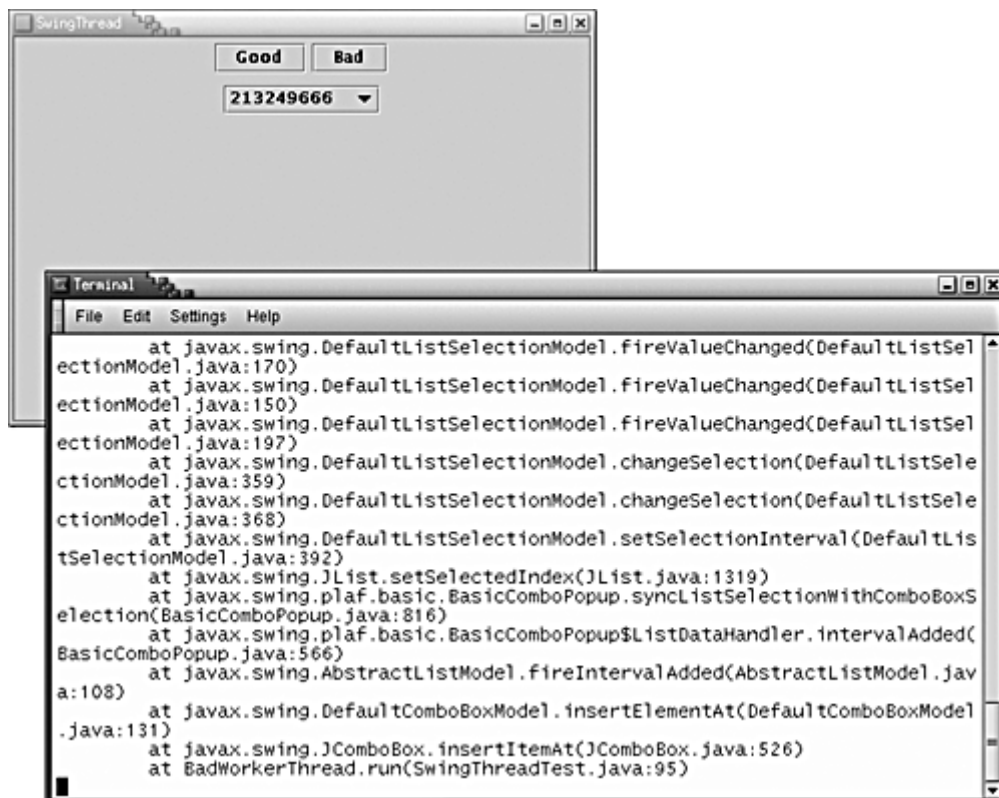 SwingThread
Good Bad
213249666
Terminal
File Edit Settings Help
at javax.swing.DefaultListSelectionModel.fireValueChanged(DefaultListSel
ectionModel.java:170)
at javax.swing.DefaultListSelectionModel.fireValueChanged(DefaultListSel
ectionModel.java:150)
at javax.swing.DefaultListSelectionModel.fireValueChanged(DefaultListSel
ectionModel.java:197)
at javax.swing.DefaultListSelectionModel.changeSelection(DefaultListSele
ctionModel.java:359)
at javax.swing.DefaultListSelectionModel.changeSelection(DefaultListSele
ctionModel.java:368)
at javax.swing.DefaultListSelectionModel.setSelectionInterval(DefaultLis
tSelectionModel.java:392)
at javax.swing.JList.setSelectedIndex(JList.java:1319)
at javax.swing.plaf.basic.BasicComboPopup.syncListSelectionWithComboBoxS
election(BasicComboPopup.java:816)
at javax.swing.plaf.basic.BasicComboPopup$ListDataHandler.intervalAdded(
BasicComboPopup.java:566)
at javax.swing.AbstractListModel.fireIntervalAdded(AbstractListModel.jav
a:108)
at javax.swing.DefaultComboBoxModel.insertElementAt(DefaultComboBoxModel
.java:131)
at javax.swing.JComboBox.insertItemAt(JComboBox.java:526)
at BadWorkerThread.run(SwingThreadTest.java:95)